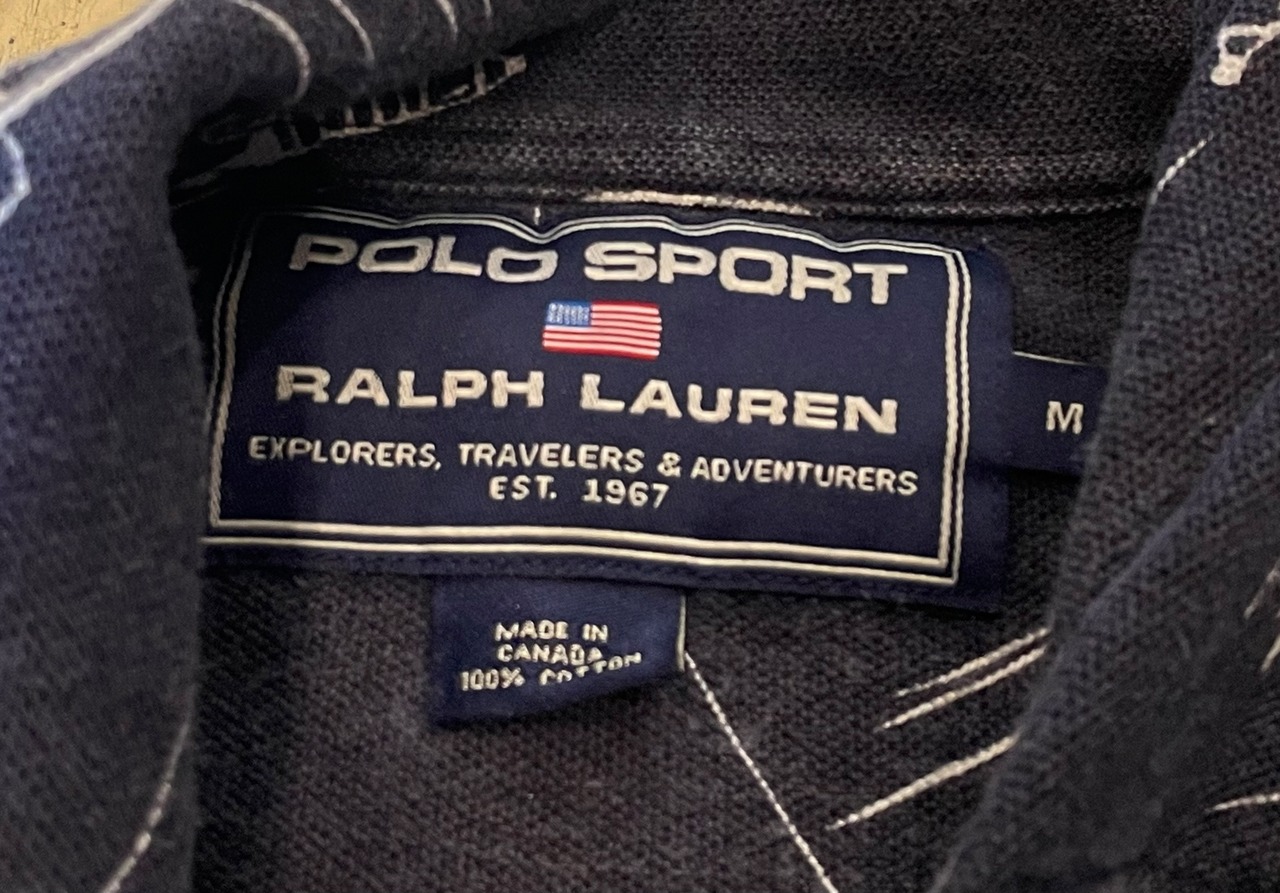 POLO SPORT
RALPH LAUREN
EXPLORERS, TRAVELERS & ADVENTURERS
EST. 1967
M
MADE IN
CANADA
100% COTTON